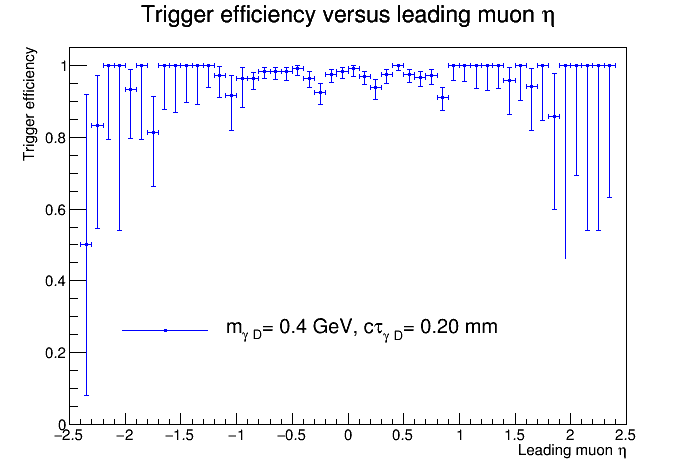 Trigger efficiency versus leading muon η
Trigger efficiency
1
0.8
0.6
0.4
0.2
0
m_{γ D}= 0.4 GeV, cτ_{γ D}= 0.20 mm
−2.5 −2 −1.5 −1 −0.5 0 0.5 1 1.5 2 2.5
Leading muon η